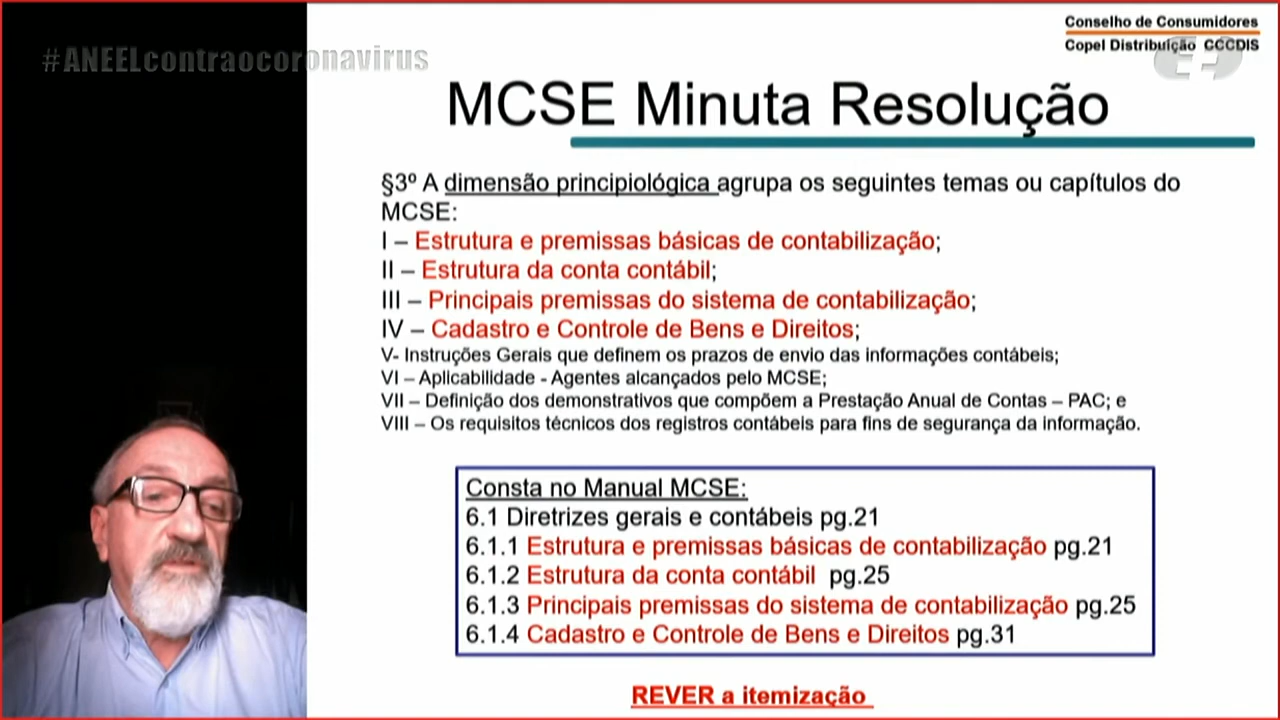 Conselho de Consumidores
#ANEELcontraocoronavirus
Copel Distribuição CCCDIS
MCSE Minuta Resolução
§3º A dimensão principiológica agrupa os seguintes temas ou capítulos do
MCSE:
I – Estrutura e premissas básicas de contabilização;
II – Estrutura da conta contábil;
III – Principais premissas do sistema de contabilização;
IV – Cadastro e Controle de Bens e Direitos;
V- Instruções Gerais que definem os prazos de envio das informações contábeis;
VI – Aplicabilidade - Agentes alcançados pelo MCSE;
VII – Definição dos demonstrativos que compõem a Prestação Anual de Contas – PAC; e
VIII – Os requisitos técnicos dos registros contábeis para fins de segurança da informação.
Consta no Manual MCSE:
6.1 Diretrizes gerais e contábeis pg.21
6.1.1 Estrutura e premissas básicas de contabilização pg.21
6.1.2 Estrutura da conta contábil pg.25
6.1.3 Principais premissas do sistema de contabilização pg.25
6.1.4 Cadastro e Controle de Bens e Direitos pg.31
REVER a itemização